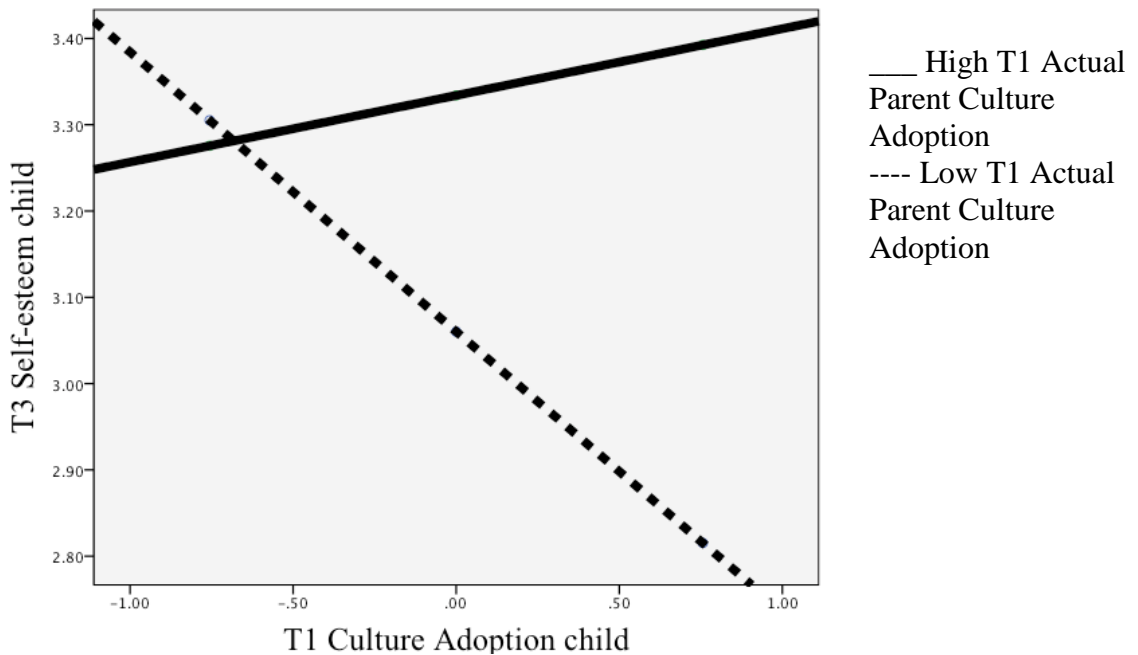 3.40
3.30
3.20
3.10
3.00
2.90
2.80
T3 Self-esteem child
-1.00
-.50
.00
.50
1.00
T1 Culture Adoption child
___ High T1 Actual
Parent Culture
Adoption
---- Low T1 Actual
Parent Culture
Adoption